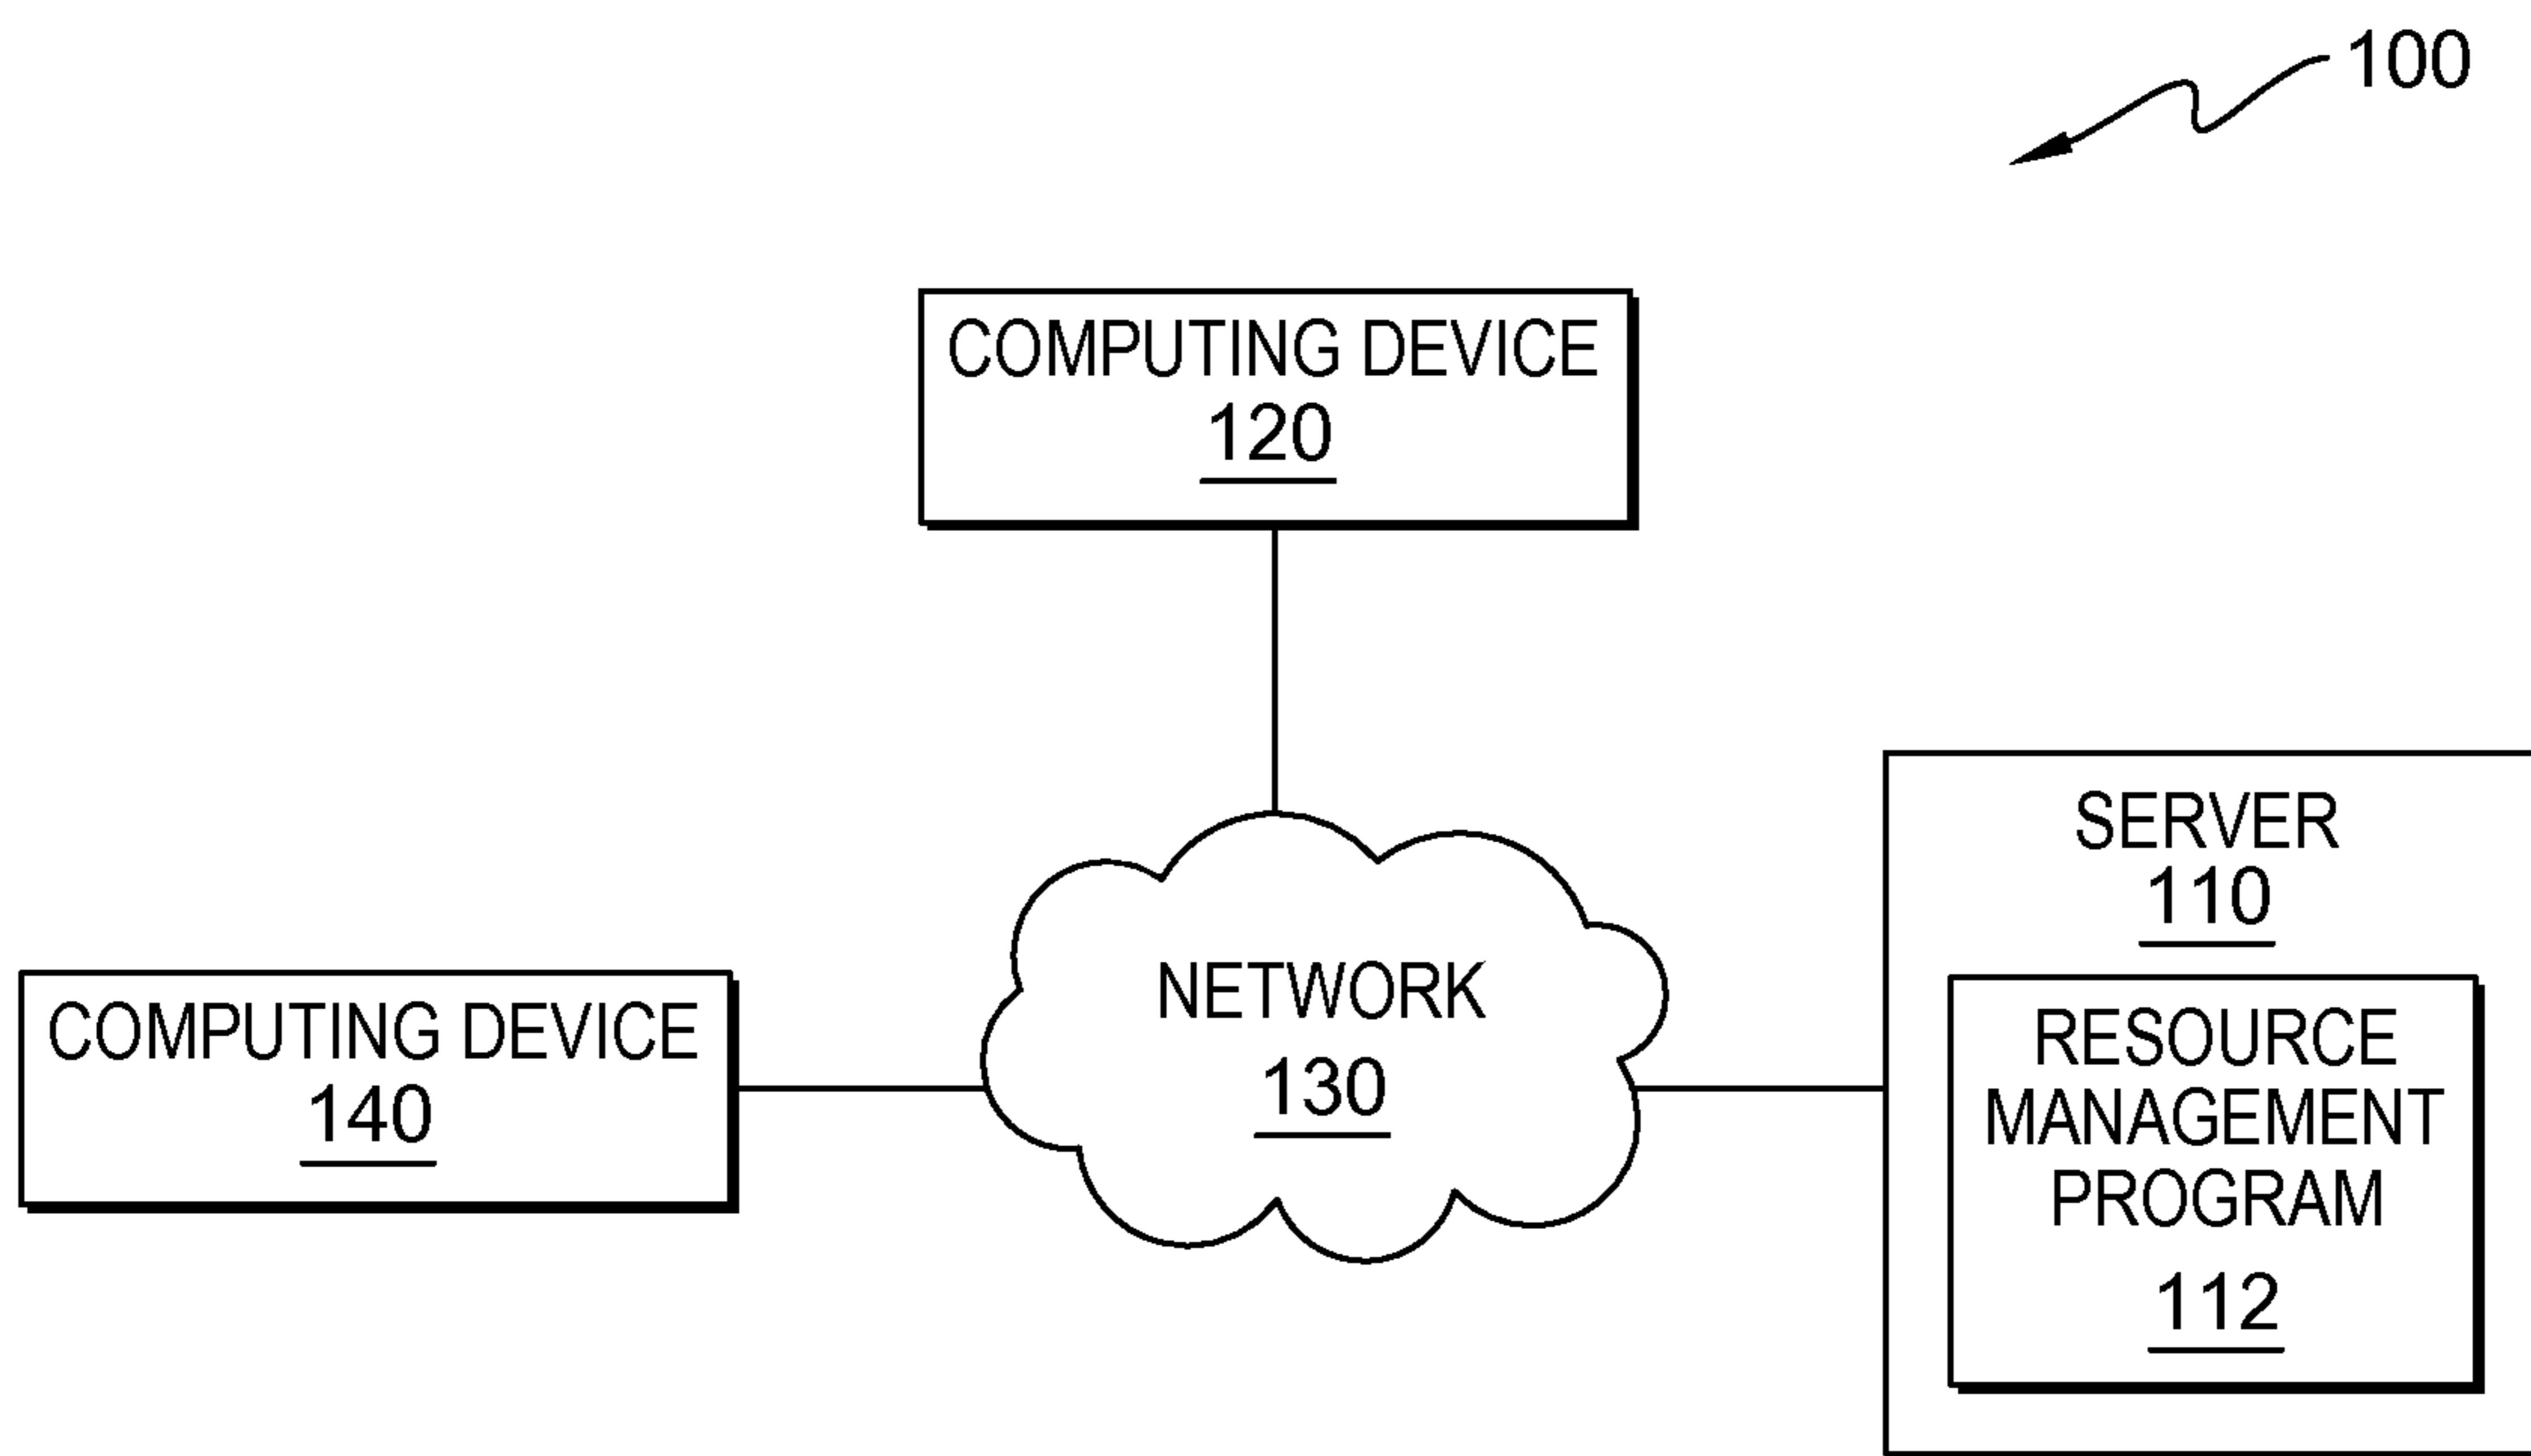 100
COMPUTING DEVICE
120
SERVER
110
NETWORK
130
COMPUTING DEVICE
140
RESOURCE
MANAGEMENT
PROGRAM
112